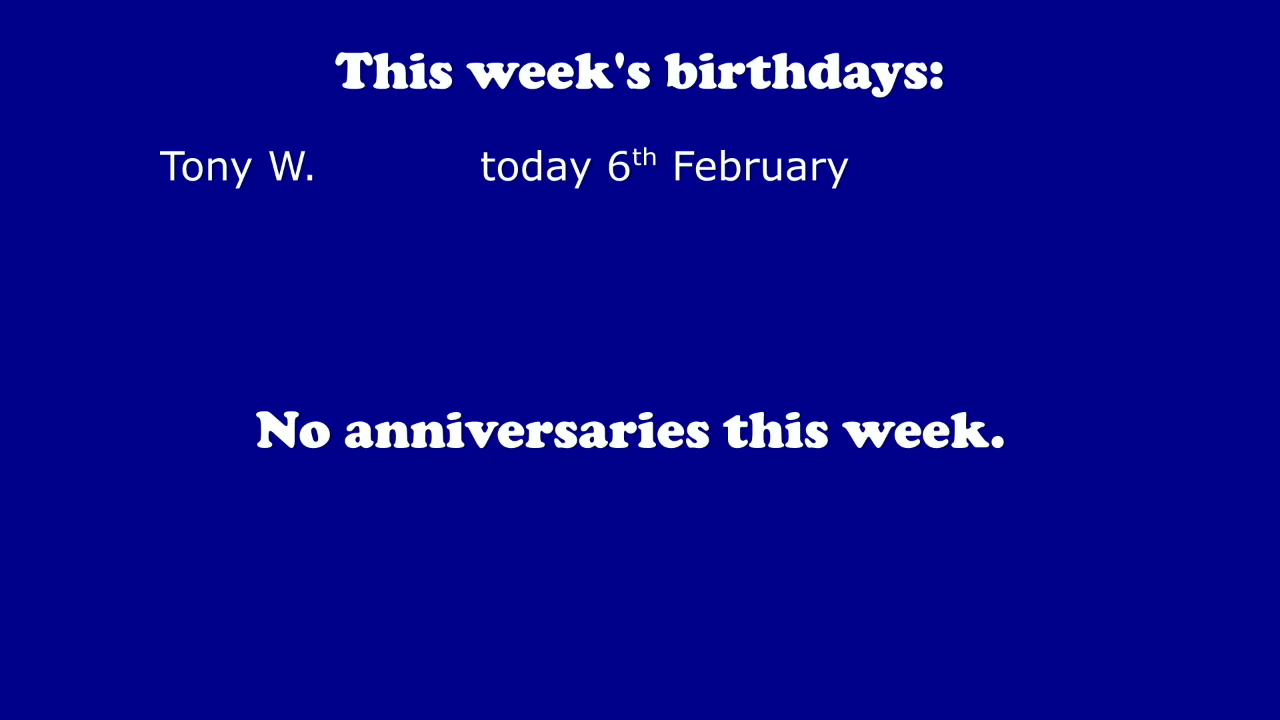 This week's birthdays:
Tony W. today 6th February
No anniversaries this week.